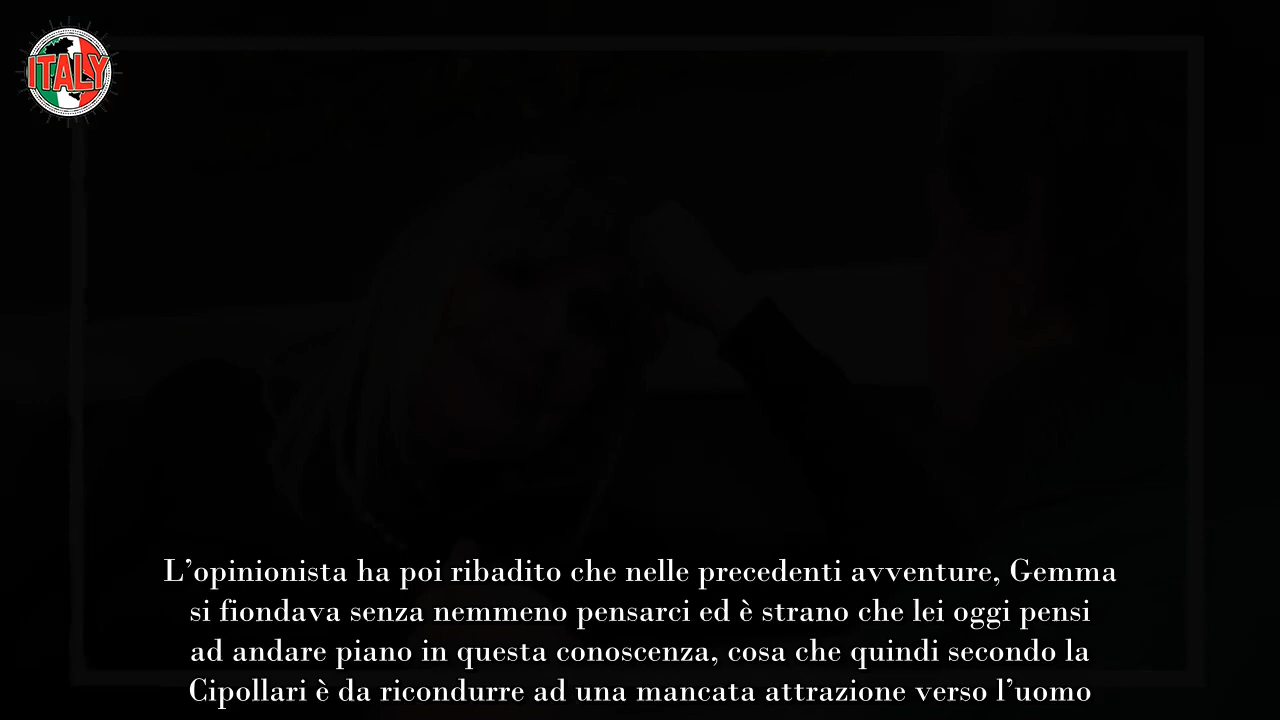 ITALY
L’opinionista ha poi ribadito che nelle precedenti avventure, Gemma
si fiondava senza nemmeno pensarci ed è strano che lei oggi pensi
ad andare piano in questa conoscenza, cosa che quindi secondo la
Cipollari è da ricondurre ad una mancata attrazione verso l’uomo